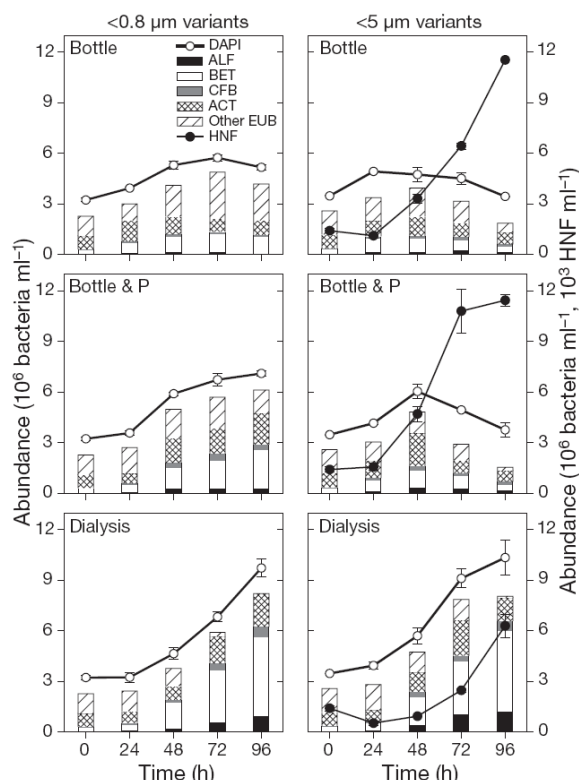 <0.8 µm variants
<5 µm variants
Bottle
DAPI
ALF
BET
CFB
ACT
Other EUB
HNF
12
9
6
3
0
Bottle
12
9
6
3
0
Bottle & P
12
9
6
3
0
Bottle & P
12
9
6
3
0
Dialysis
12
9
6
3
0
Dialysis
12
9
6
3
0
Abundance (10⁶ bacteria ml⁻¹)
Abundance (10⁶ bacteria ml⁻¹, 10³ HNF ml⁻¹)
0 24 48 72 96
0 24 48 72 96
Time (h)
Time (h)